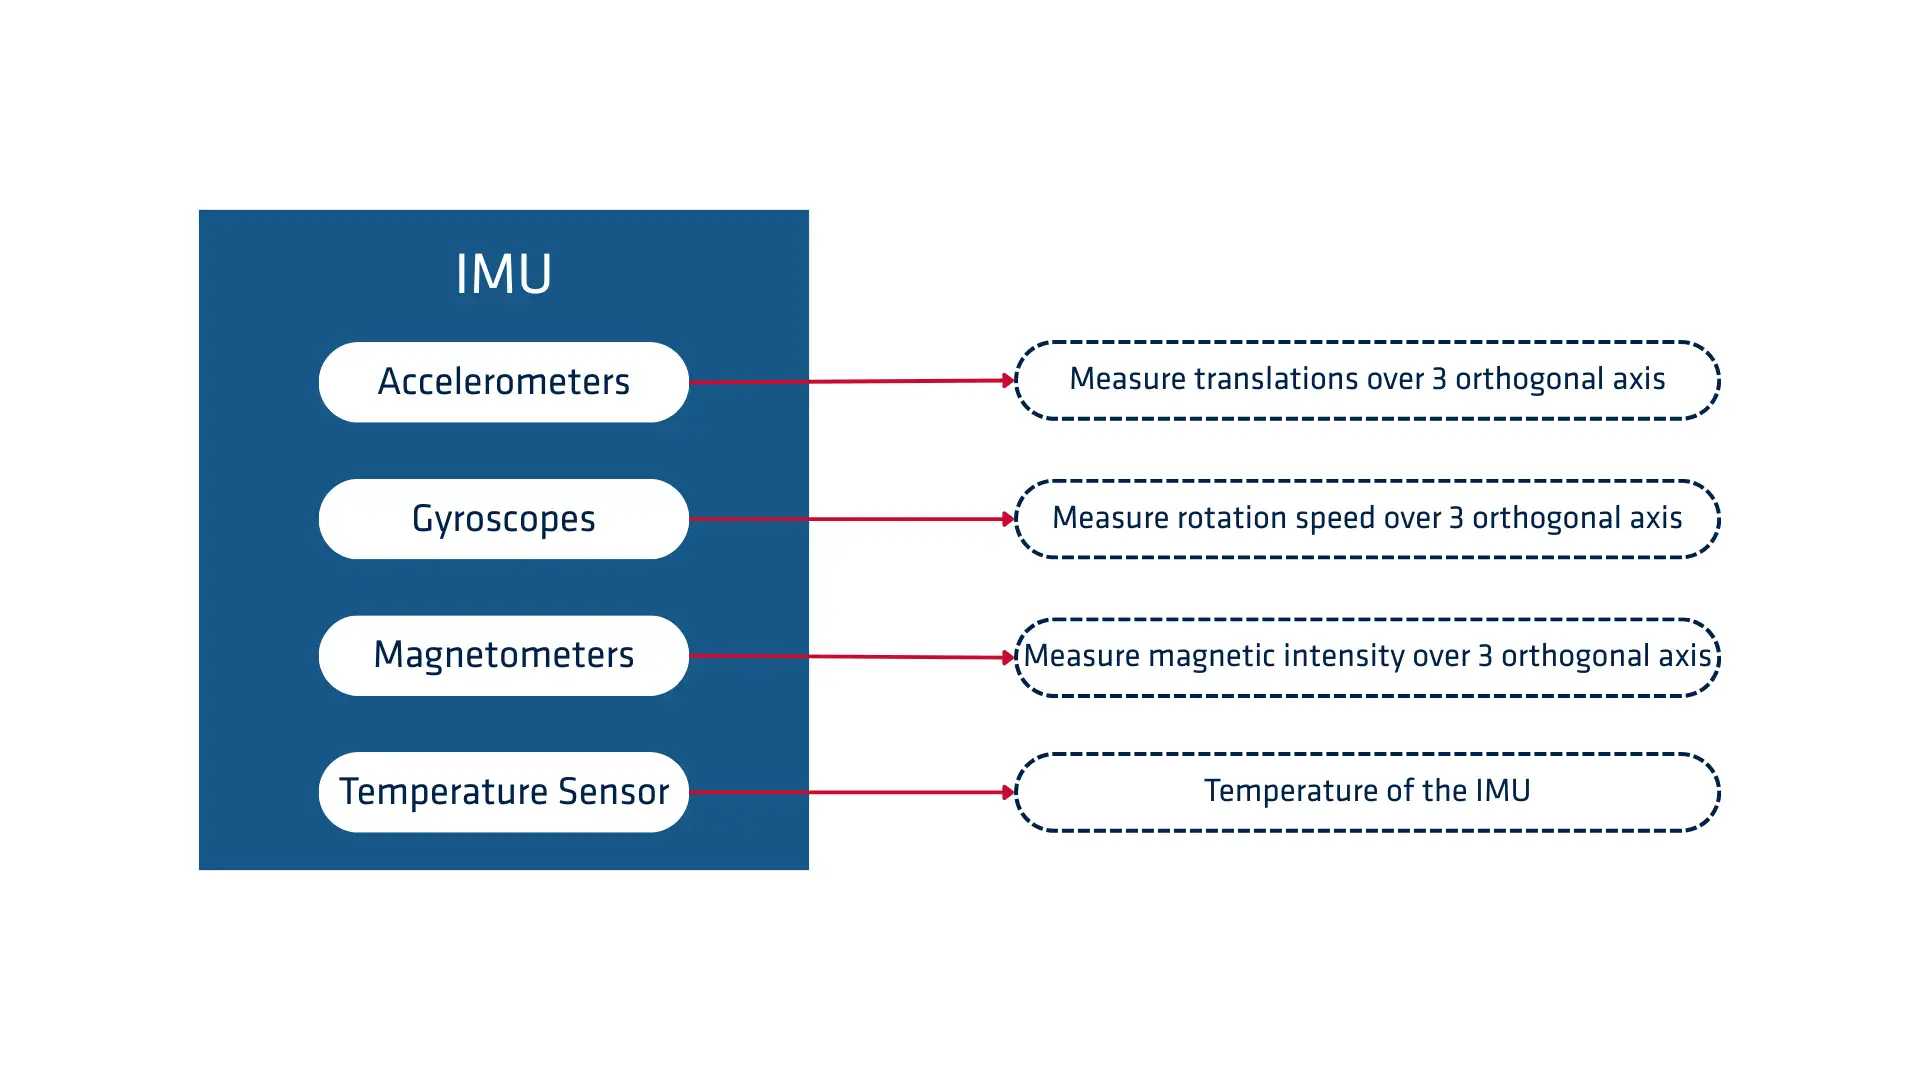 IMU
Accelerometers
Measure translations over 3 orthogonal axis
Gyroscopes
Measure rotation speed over 3 orthogonal axis
Magnetometers
Measure magnetic intensity over 3 orthogonal axis
Temperature Sensor
Temperature of the IMU